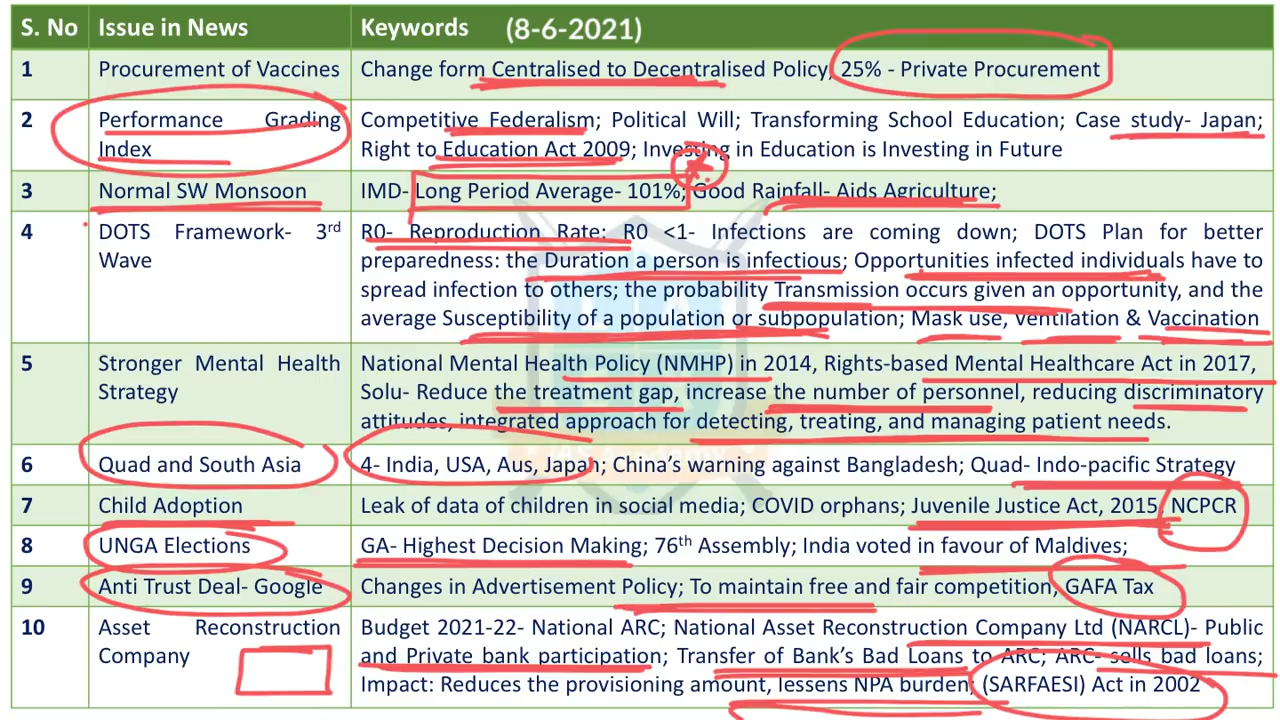 S. No Issue in News Keywords (8-6-2021)
1 Procurement of Vaccines Change form Centralised to Decentralised Policy, 25% - Private Procurement
2 Performance Grading Index Competitive Federalism; Political Will; Transforming School Education; Case study- Japan;
Right to Education Act 2009; Investing in Education is Investing in Future
3 Normal SW Monsoon IMD- Long Period Average- 101%; Good Rainfall- Aids Agriculture;
4 DOTS Framework- 3rd Wave R0- Reproduction Rate: R0 <1- Infections are coming down; DOTS Plan for better
preparedness: the Duration a person is infectious; Opportunities infected individuals have to
spread infection to others; the probability Transmission occurs given an opportunity, and the
average Susceptibility of a population or subpopulation; Mask use, Ventilation & Vaccination
5 Stronger Mental Health Strategy National Mental Health Policy (NMHP) in 2014, Rights-based Mental Healthcare Act in 2017,
Solu- Reduce the treatment gap, increase the number of personnel, reducing discriminatory
attitudes, integrated approach for detecting, treating, and managing patient needs.
6 Quad and South Asia 4- India, USA, Aus, Japan; China's warning against Bangladesh; Quad- Indo-pacific Strategy
7 Child Adoption Leak of data of children in social media; COVID orphans; Juvenile Justice Act, 2015, NCPCR
8 UNGA Elections GA- Highest Decision Making; 76th Assembly; India voted in favour of Maldives;
9 Anti Trust Deal- Google Changes in Advertisement Policy; To maintain free and fair competition, GAFA Tax
10 Asset Reconstruction Company Budget 2021-22- National ARC; National Asset Reconstruction Company Ltd (NARCL)- Public
and Private bank participation; Transfer of Bank's Bad Loans to ARC; ARC- sells bad loans;
Impact: Reduces the provisioning amount, lessens NPA burden; (SARFAESI) Act in 2002